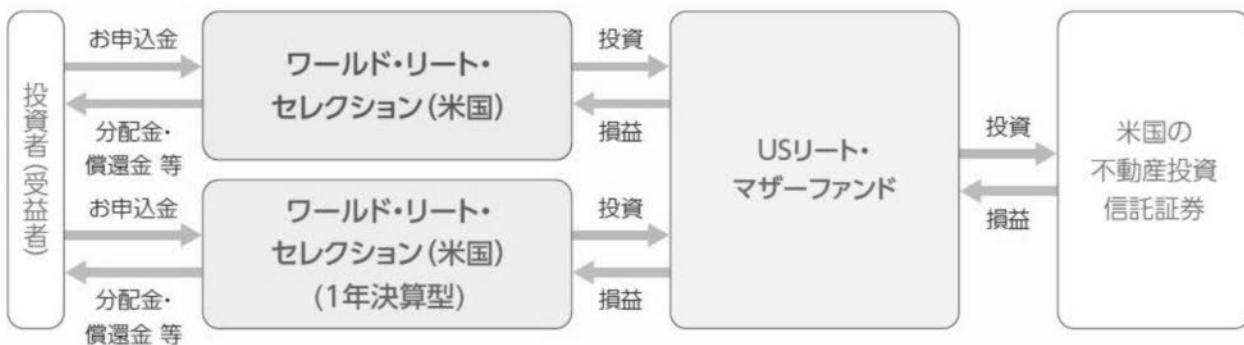 投資者(受益者)
お申込金
分配金・
償還金 等
お申込金
分配金・
償還金 等
ワールド・リート・
セレクション(米国)
ワールド・リート・
セレクション(米国)
(1年決算型)
投資
損益
投資
損益
USリート・
マザーファンド
投資
損益
米国の
不動産投資
信託証券